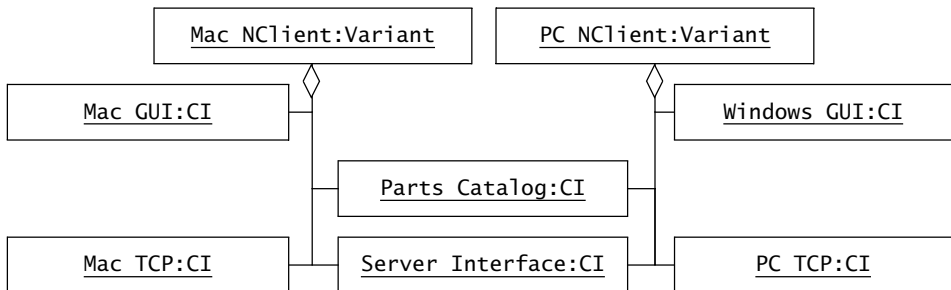 Mac NClient:Variant
PC NClient:Variant
Mac GUI:CI
Windows GUI:CI
Parts Catalog:CI
Mac TCP:CI
Server Interface:CI
PC TCP:CI